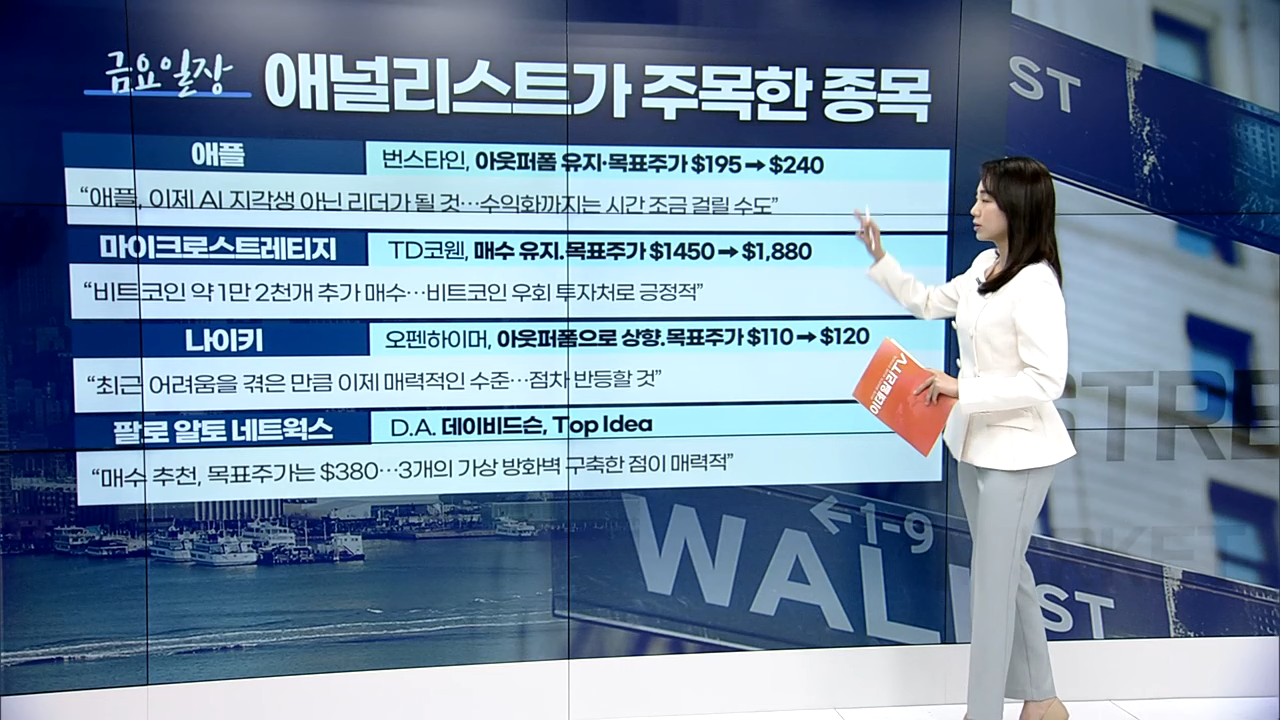 금요일장 애널리스트가 주목한 종목
애플 번스타인, 아웃퍼폼 유지·목표주가 $195 → $240
“애플, 이제 AI 지각생 아닌 리더가 될 것…수익화까지는 시간 조금 걸릴 수도”
마이크로스트레티지 TD코웬, 매수 유지.목표주가 $1450 → $1,880
“비트코인 약 1만 2천개 추가 매수…비트코인 우회 투자처로 긍정적”
나이키 오펜하이머, 아웃퍼폼으로 상향.목표주가 $110 → $120
“최근 어려움을 겪은 만큼 이제 매력적인 수준…점차 반등할 것”
팔로 알토 네트웍스 D.A. 데이비드슨, Top Idea
“매수 추천, 목표주가는 $380…3개의 가상 방화벽 구축한 점이 매력적”
이데일리TV
ST
STRE
←1-9
WALL
ST